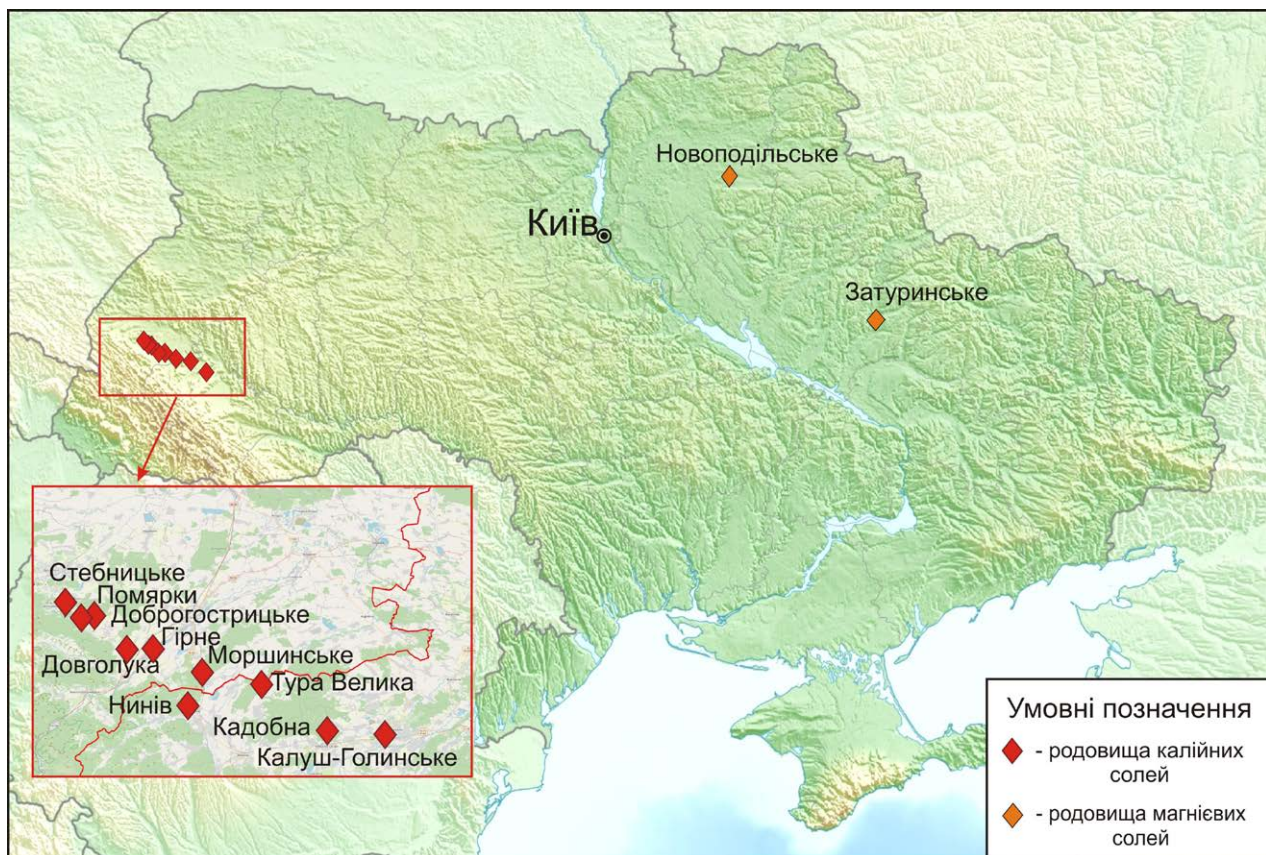 Новоподільське
Київ
Затуринське
Стебницьке
Помярки
Доброгострицьке
Гірне
Довголука
Моршинське
Тура Велика
Нинів
Кадобна
Калуш-Голинське
Умовні позначення
- родовища калійних
солей
- родовища магнієвих
солей